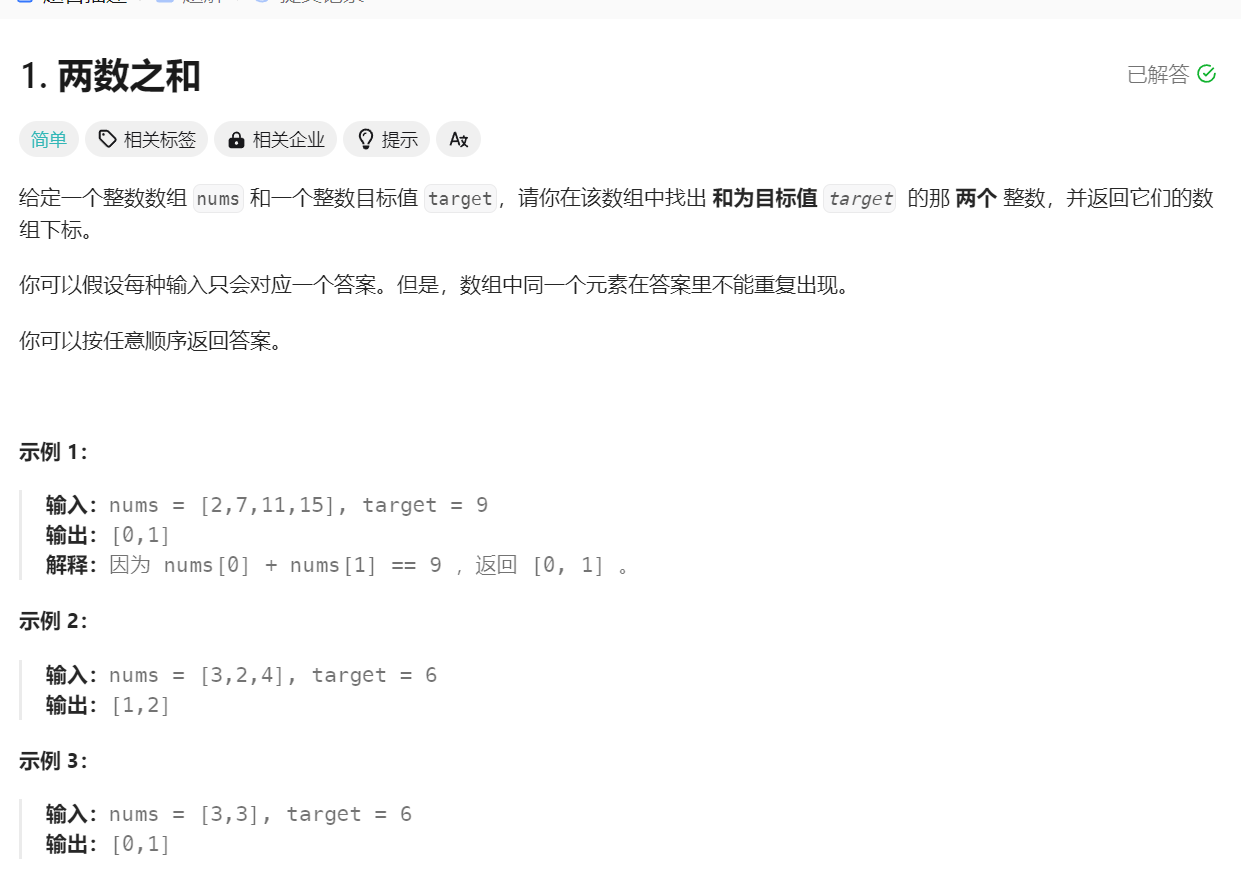 1. 两数之和
已解答
简单 相关标签 相关企业 提示
给定一个整数数组 nums 和一个整数目标值 target，请你在该数组中找出 和为目标值 target 的那 两个 整数，并返回它们的数
组下标。
你可以假设每种输入只会对应一个答案。但是，数组中同一个元素在答案里不能重复出现。
你可以按任意顺序返回答案。
示例 1：
输入：nums = [2,7,11,15], target = 9
输出：[0,1]
解释：因为 nums[0] + nums[1] == 9 ，返回 [0, 1] 。
示例 2：
输入：nums = [3,2,4], target = 6
输出：[1,2]
示例 3：
输入：nums = [3,3], target = 6
输出：[0,1]